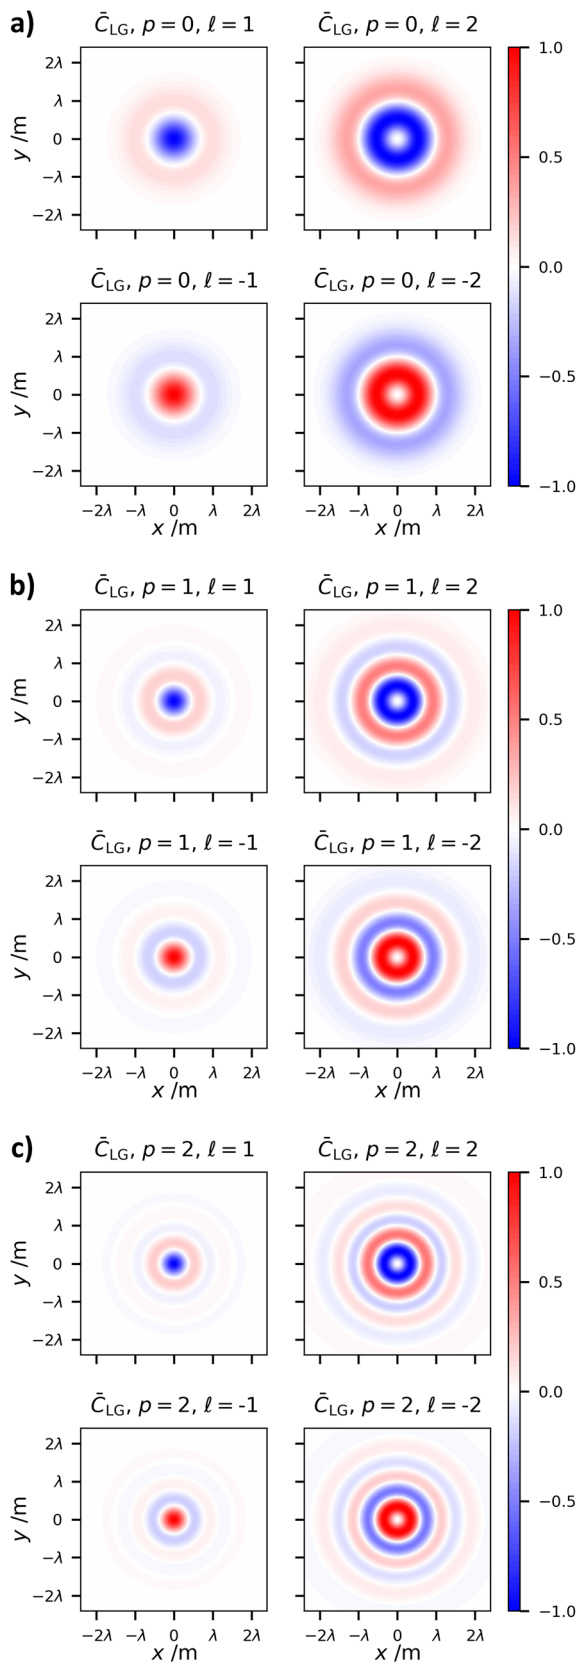 a) C̄LG, p=0, ℓ=1 C̄LG, p=0, ℓ=2
1.0
2λ
λ
y /m 0
−λ
−2λ
0.5
C̄LG, p=0, ℓ=-1 C̄LG, p=0, ℓ=-2
0.0
2λ
λ
y /m 0
−λ
−2λ
−0.5
−1.0
−2λ −λ 0 λ 2λ −2λ −λ 0 λ 2λ
x /m x /m
b) C̄LG, p=1, ℓ=1 C̄LG, p=1, ℓ=2
1.0
2λ
λ
y /m 0
−λ
−2λ
0.5
C̄LG, p=1, ℓ=-1 C̄LG, p=1, ℓ=-2
0.0
2λ
λ
y /m 0
−λ
−2λ
−0.5
−1.0
−2λ −λ 0 λ 2λ −2λ −λ 0 λ 2λ
x /m x /m
c) C̄LG, p=2, ℓ=1 C̄LG, p=2, ℓ=2
1.0
2λ
λ
y /m 0
−λ
−2λ
0.5
C̄LG, p=2, ℓ=-1 C̄LG, p=2, ℓ=-2
0.0
2λ
λ
y /m 0
−λ
−2λ
−0.5
−1.0
−2λ −λ 0 λ 2λ −2λ −λ 0 λ 2λ
x /m x /m